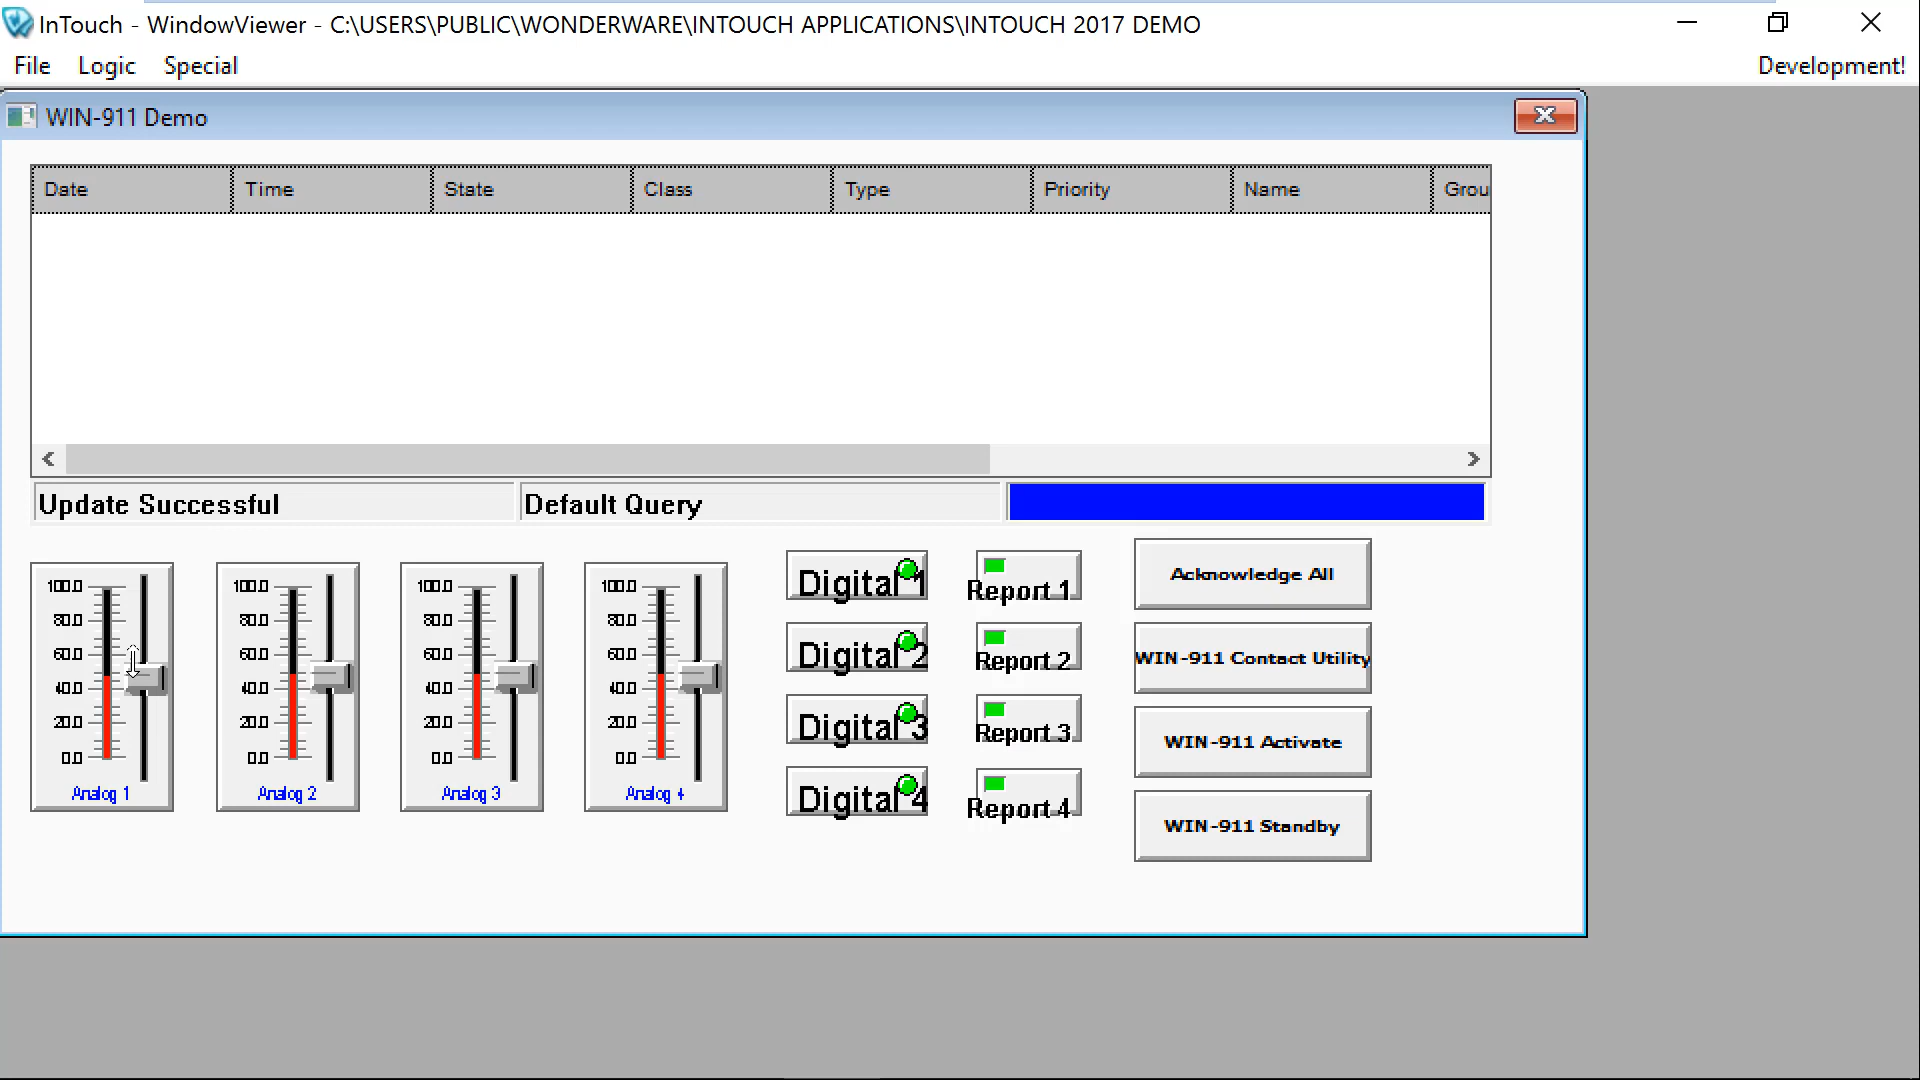 InTouch - WindowViewer - C:\USERS\PUBLIC\WONDERWARE\INTOUCH APPLICATIONS\INTOUCH 2017 DEMO
File Logic Special Development!
WIN-911 Demo
Date Time State Class Type Priority Name Grou
Update Successful Default Query
100.0 80.0 60.0 40.0 20.0 0.0 Analog 1
100.0 80.0 60.0 40.0 20.0 0.0 Analog 2
100.0 80.0 60.0 40.0 20.0 0.0 Analog 3
100.0 80.0 60.0 40.0 20.0 0.0 Analog 4
Digital 1
Digital 2
Digital 3
Digital 4
Report 1
Report 2
Report 3
Report 4
Acknowledge All
WIN-911 Contact Utility
WIN-911 Activate
WIN-911 Standby